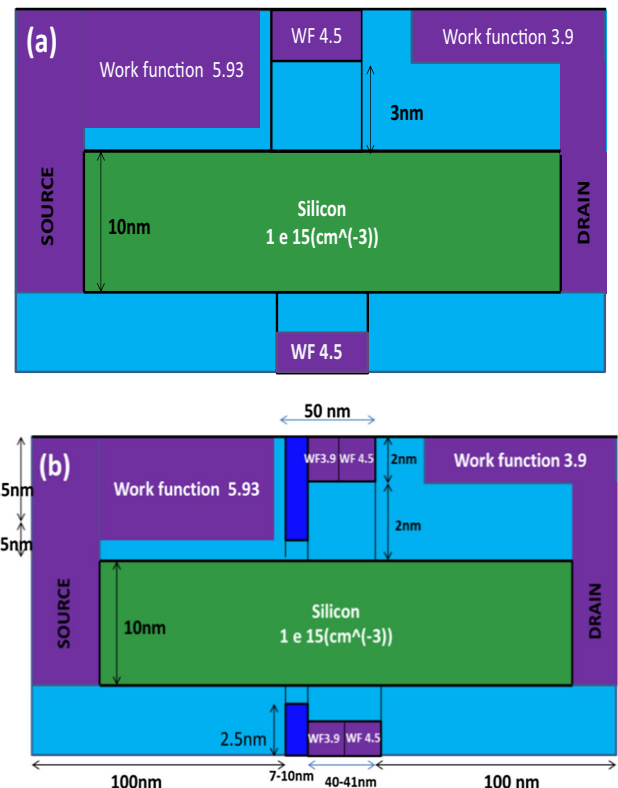 (a)
WF 4.5
Work function 3.9
Work function 5.93
3nm
SOURCE
10nm
Silicon
1 e 15(cm^(-3))
DRAIN
WF 4.5
50 nm
(b)
WF3.9 WF 4.5
2nm
Work function 3.9
5nm
Work function 5.93
2nm
5nm
SOURCE
10nm
Silicon
1 e 15(cm^(-3))
DRAIN
2.5nm
WF3.9 WF 4.5
7-10nm
40-41nm
100nm
100 nm